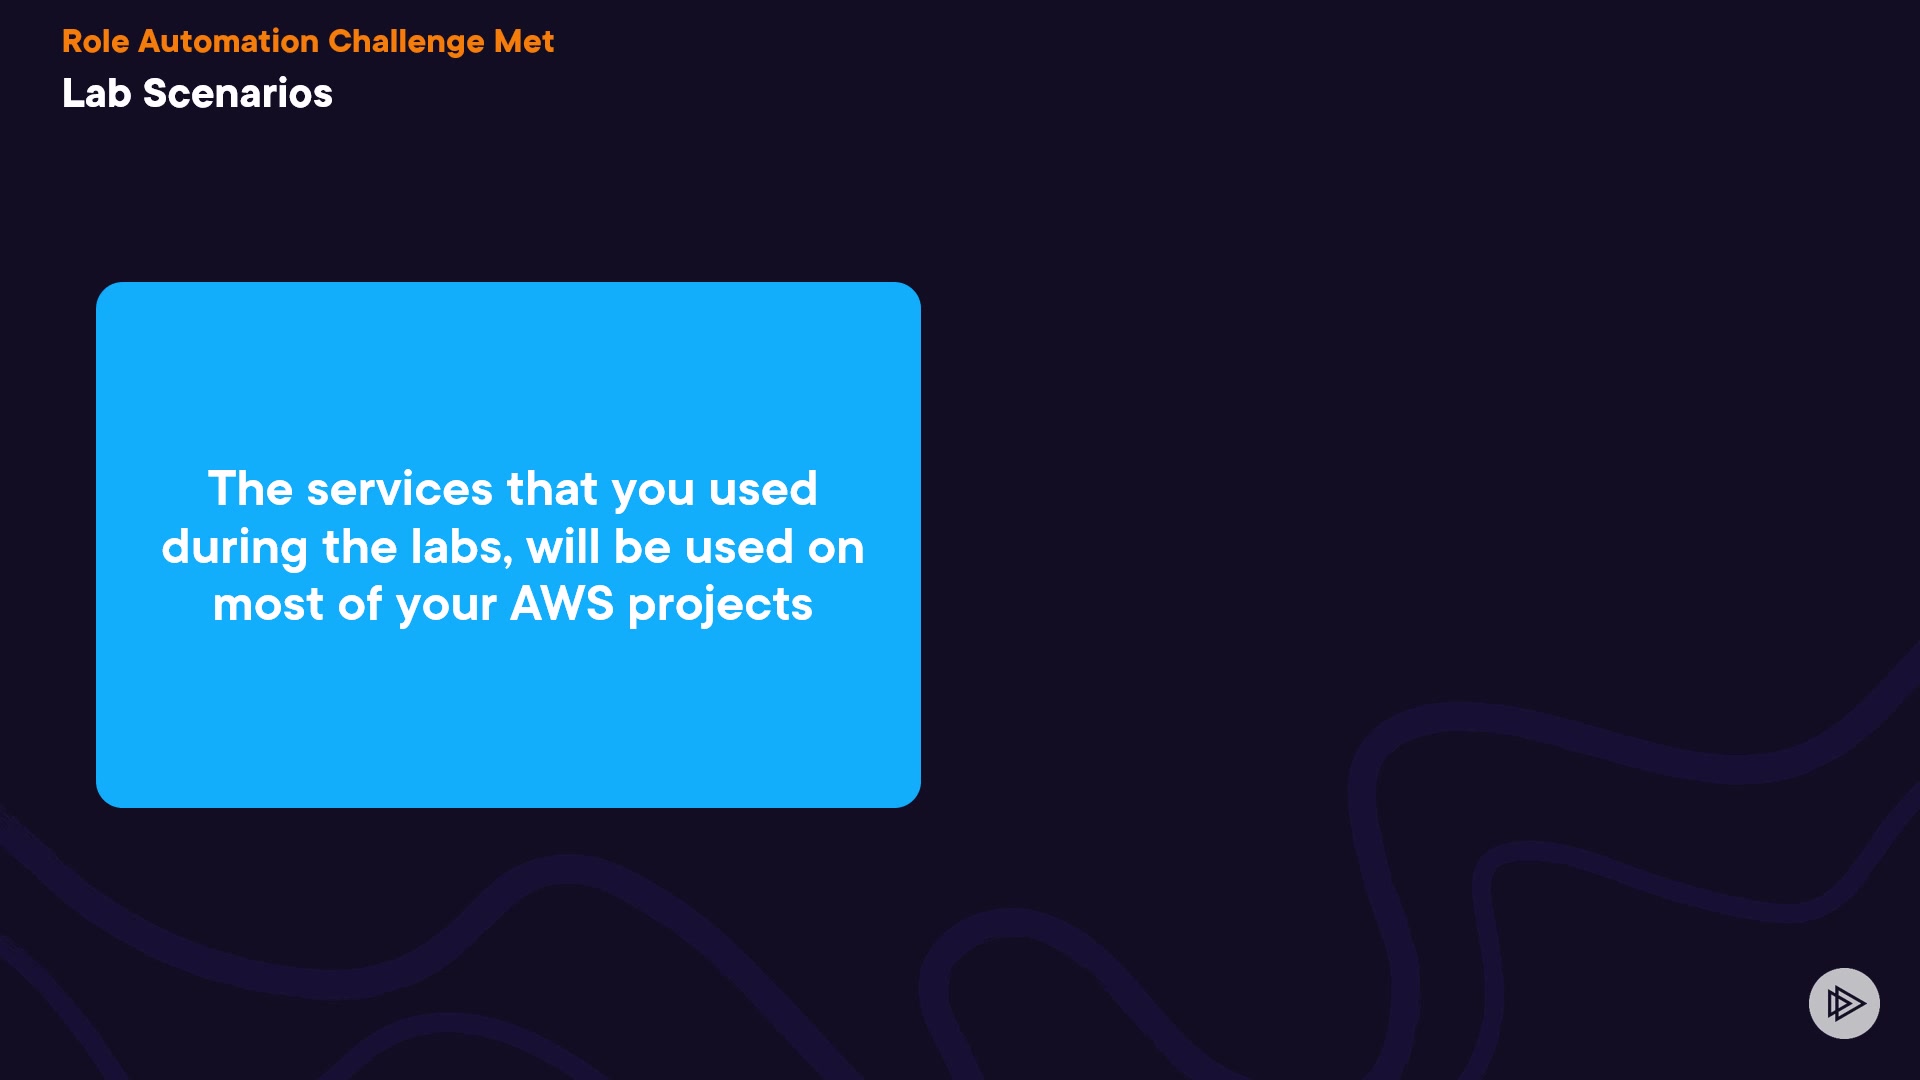 Role Automation Challenge Met
Lab Scenarios
The services that you used
during the labs, will be used on
most of your AWS projects